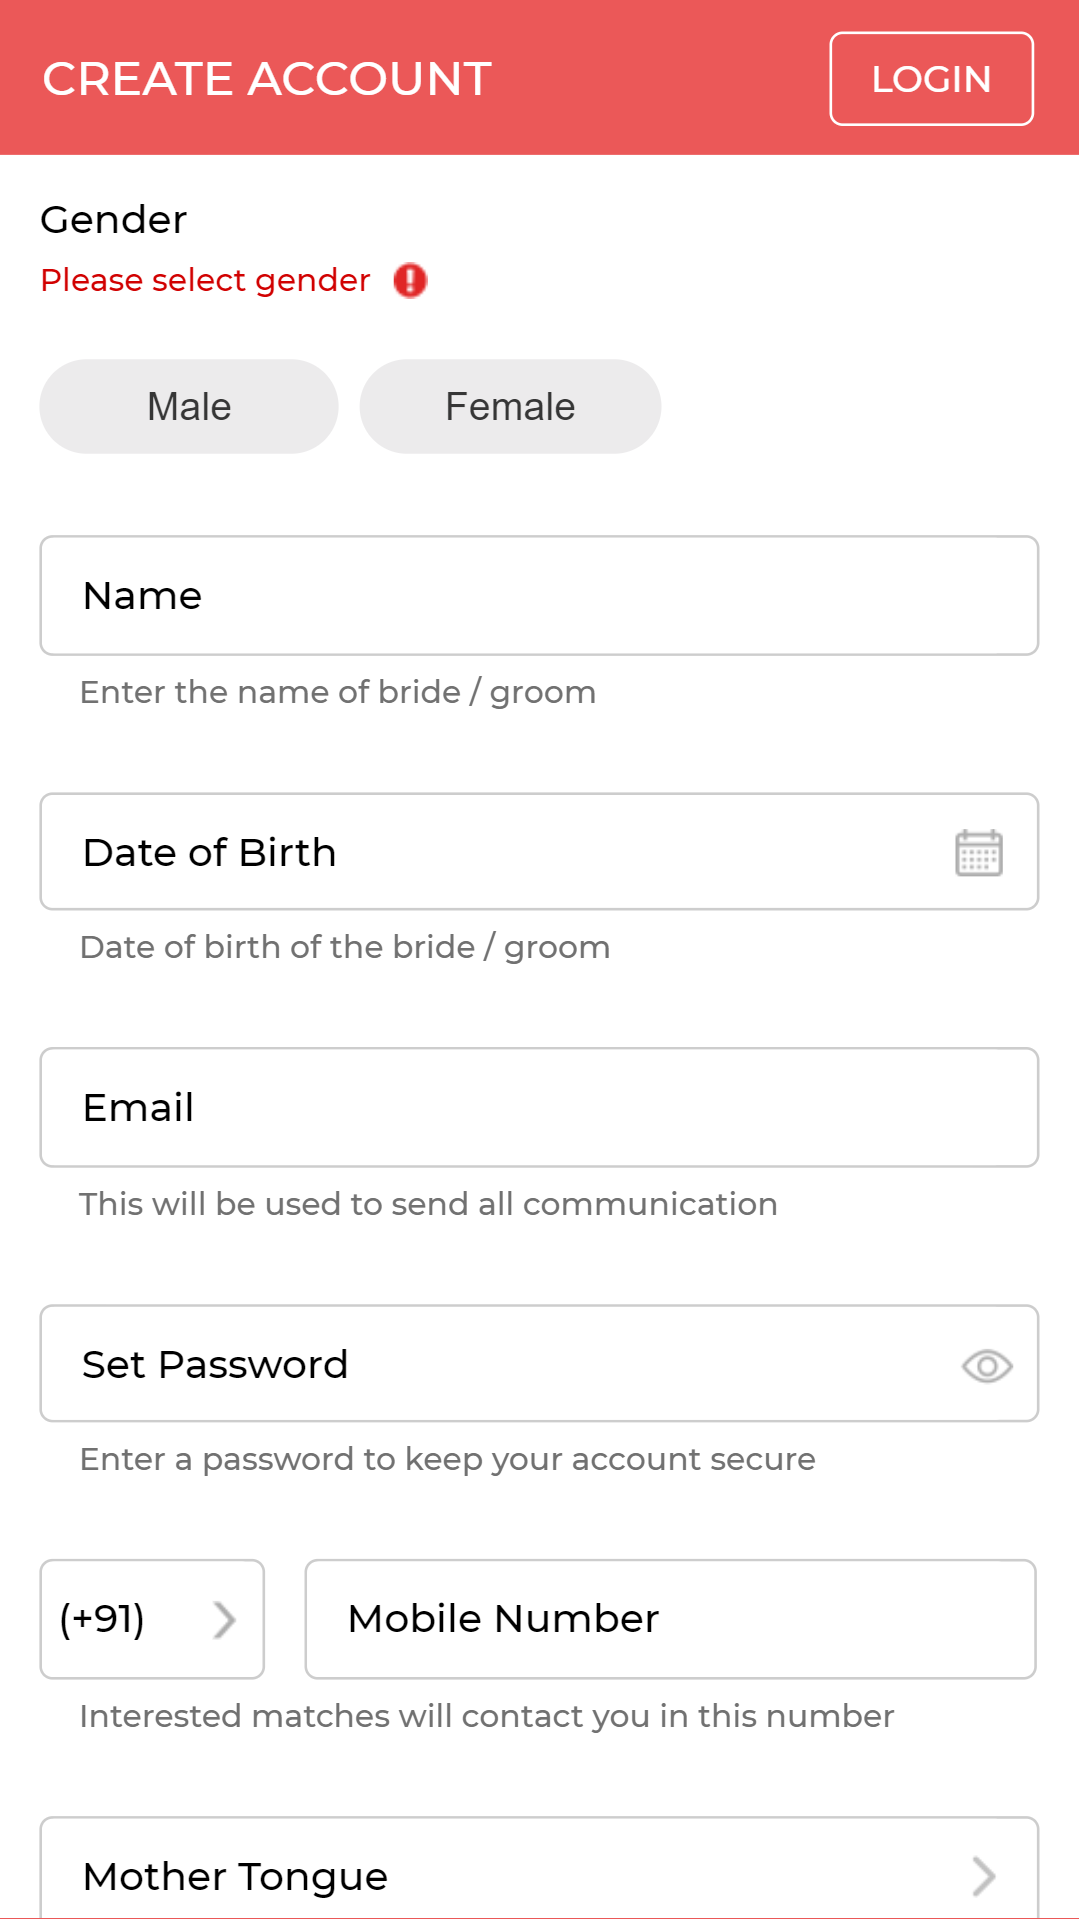 CREATE ACCOUNT LOGIN
Gender
Please select gender
Male Female
Name
Enter the name of bride / groom
Date of Birth
Date of birth of the bride / groom
Email
This will be used to send all communication
Set Password
Enter a password to keep your account secure
(+91) Mobile Number
Interested matches will contact you in this number
Mother Tongue